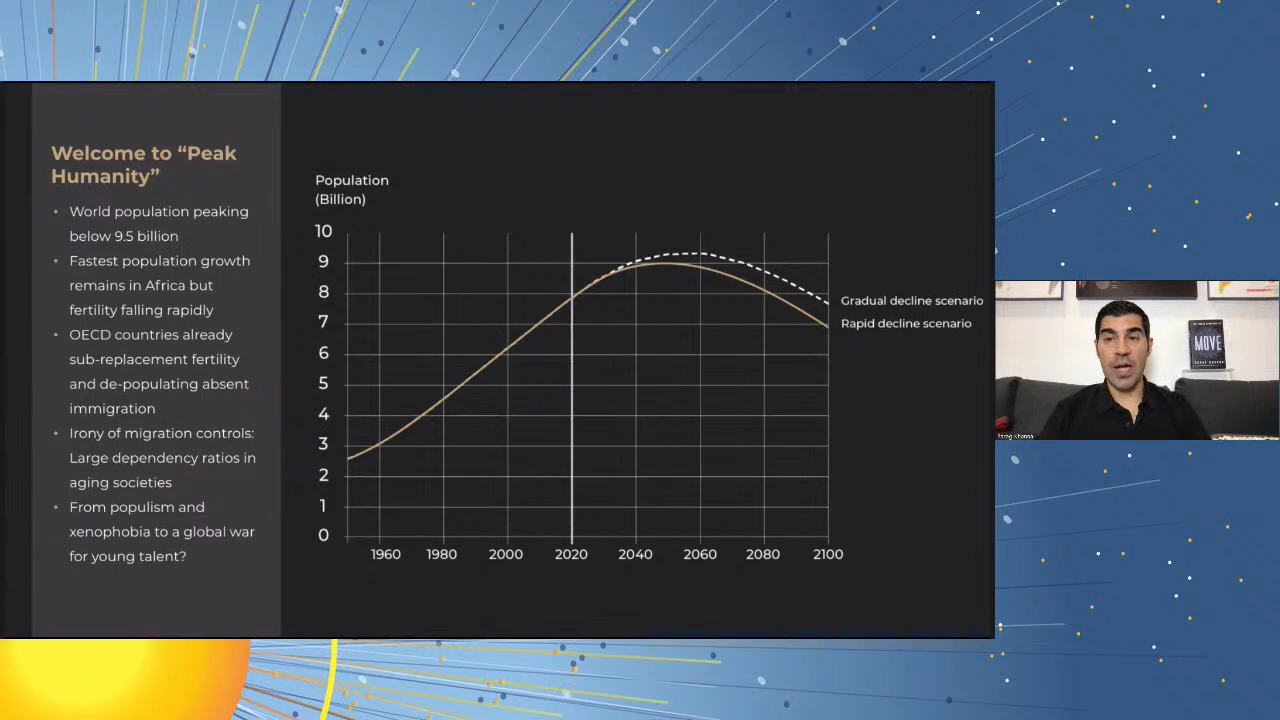 Welcome to “Peak
Humanity”
• World population peaking
below 9.5 billion
• Fastest population growth
remains in Africa but
fertility falling rapidly
• OECD countries already
sub-replacement fertility
and de-populating absent
immigration
• Irony of migration controls:
Large dependency ratios in
aging societies
• From populism and
xenophobia to a global war
for young talent?
Population
(Billion)
10
9
8
7
6
5
4
3
2
1
0
1960 1980 2000 2020 2040 2060 2080 2100
Gradual decline scenario
Rapid decline scenario
MOVE
Parag Khanna